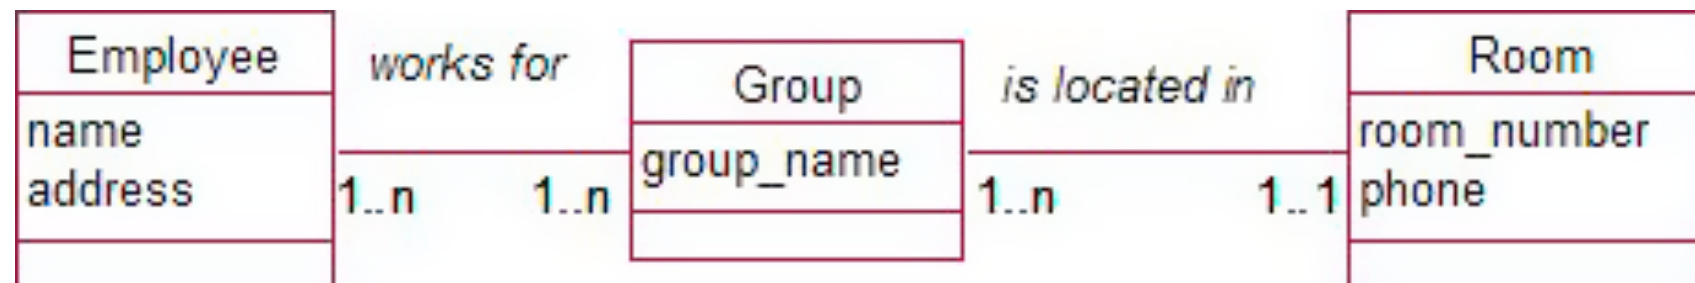 Employee
name
address
works for
1..n
1..n
Group
group_name
is located in
1..n
1..1
Room
room_number
phone